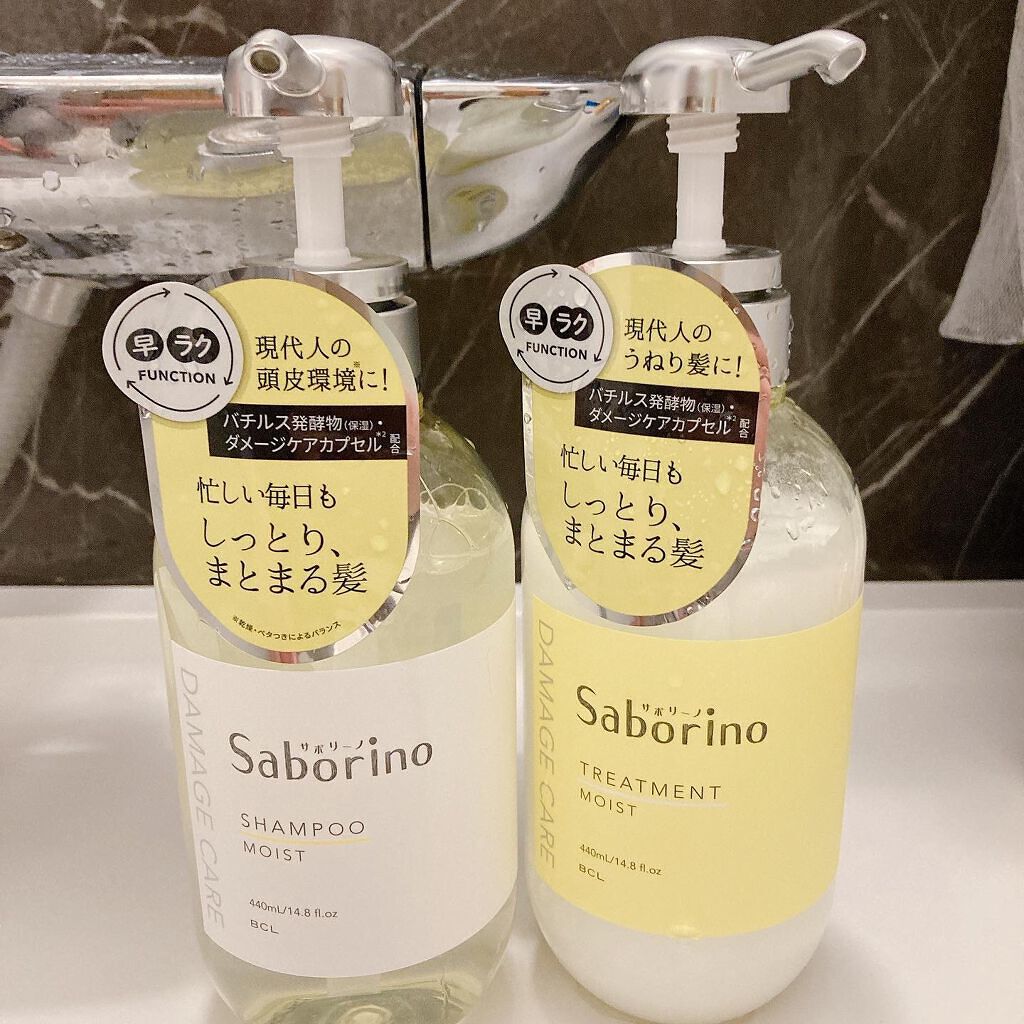 早 ラク
FUNCTION
現代人の
頭皮環境に!※
バチルス発酵物(保湿)・
ダメージケアカプセル*2 配合
忙しい毎日も
しっとり、
まとまる髪
※乾燥・ベタつきによるバランス
DAMAGE CARE
サボリーノ
Saborino
SHAMPOO
MOIST
440mL/14.8 fl.oz
BCL
早 ラク
FUNCTION
現代人の
うねり髪に!
バチルス発酵物(保湿)・
ダメージケアカプセル*2 配合
忙しい毎日も
しっとり、
まとまる髪
DAMAGE CARE
サボリーノ
Saborino
TREATMENT
MOIST
440mL/14.8 fl.oz
BCL